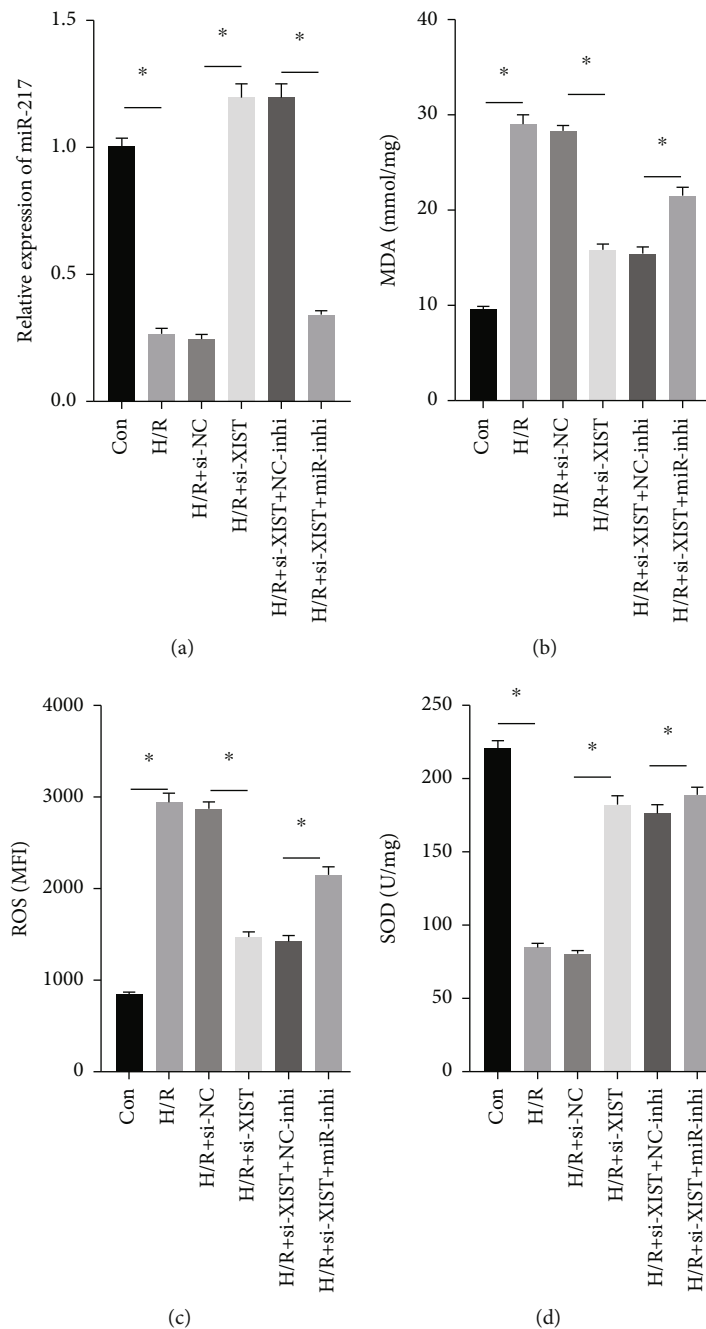 1.5
1.0
0.5
0.0
Relative expression of miR-217
*
*
*
Con
H/R
H/R+si-NC
H/R+si-XIST
H/R+si-XIST+NC-inhi
H/R+si-XIST+miR-inhi
(a)
40
30
20
10
0
MDA (mmol/mg)
*
*
*
Con
H/R
H/R+si-NC
H/R+si-XIST
H/R+si-XIST+NC-inhi
H/R+si-XIST+miR-inhi
(b)
4000
3000
2000
1000
0
ROS (MFI)
*
*
*
Con
H/R
H/R+si-NC
H/R+si-XIST
H/R+si-XIST+NC-inhi
H/R+si-XIST+miR-inhi
(c)
250
200
150
100
50
0
SOD (U/mg)
*
*
*
Con
H/R
H/R+si-NC
H/R+si-XIST
H/R+si-XIST+NC-inhi
H/R+si-XIST+miR-inhi
(d)